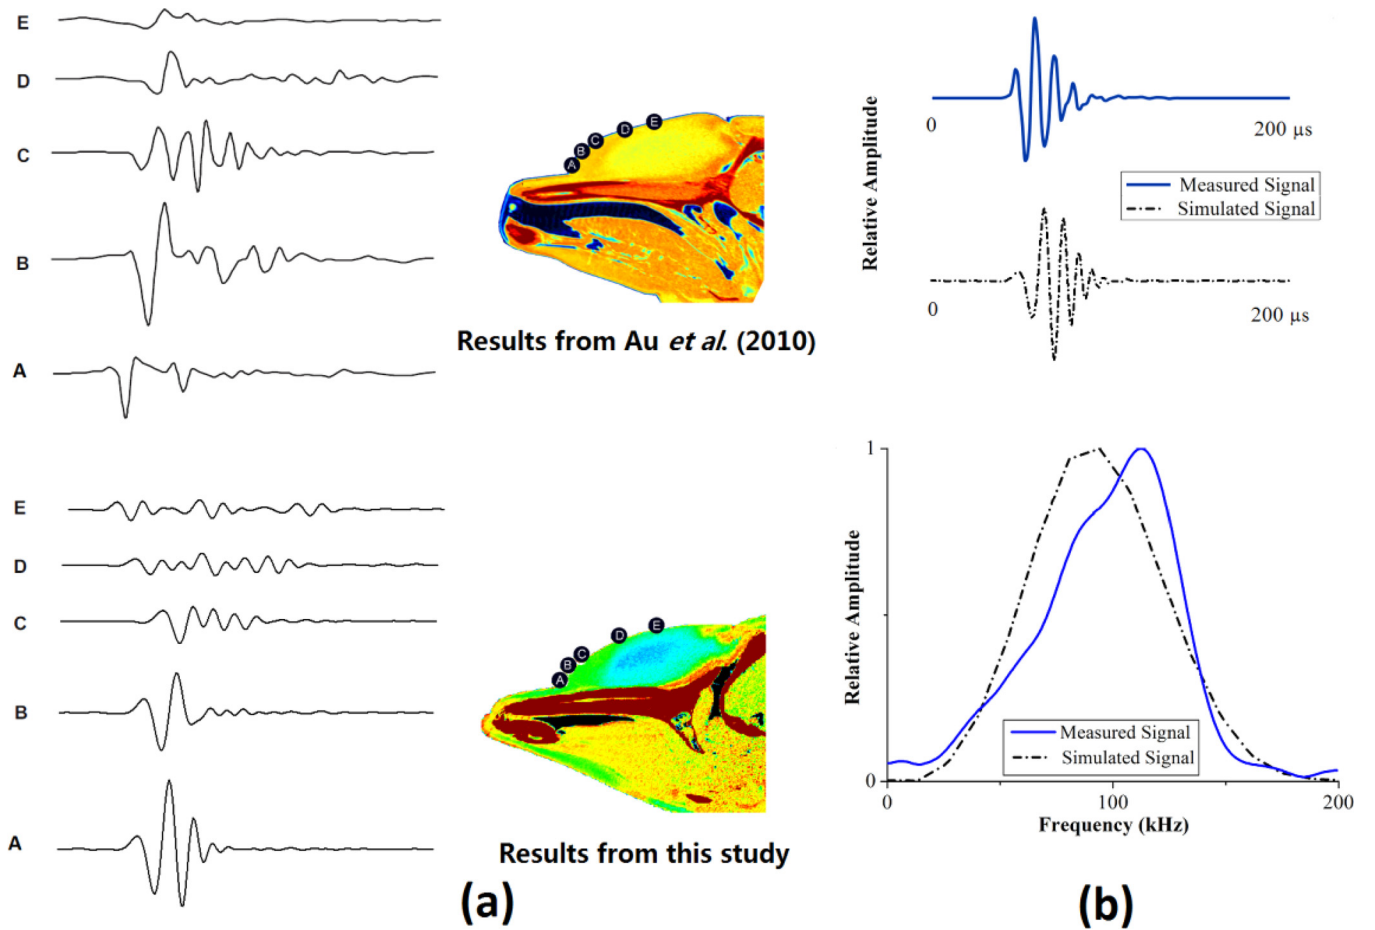 E
D
C
B
A
A
B
C
D
E
Results from Au et al. (2010)
E
D
C
B
A
A
B
C
D
E
Results from this study
(a)
Relative Amplitude
0
200 μs
Measured Signal
Simulated Signal
0
200 μs
Relative Amplitude
1
0
Measured Signal
Simulated Signal
0
100
200
Frequency (kHz)
(b)